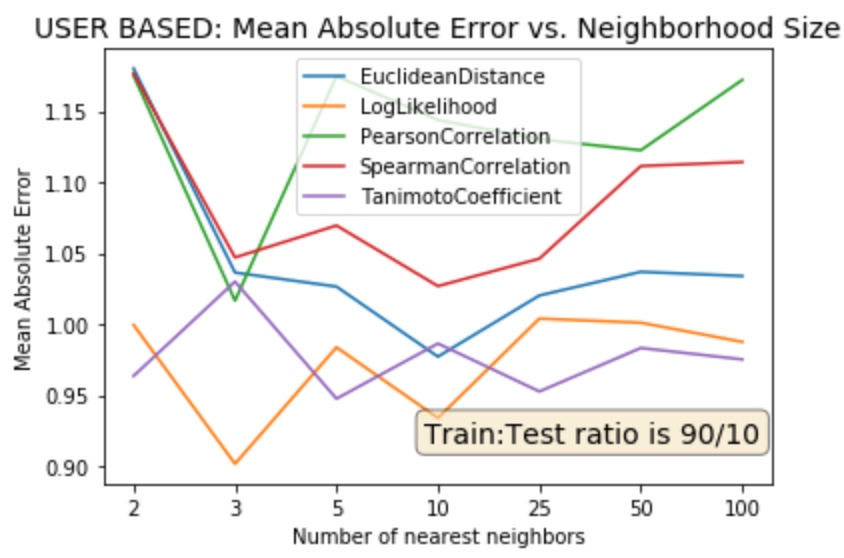 USER BASED: Mean Absolute Error vs. Neighborhood Size
EuclideanDistance
LogLikelihood
PearsonCorrelation
SpearmanCorrelation
TanimotoCoefficient
Mean Absolute Error
1.15
1.10
1.05
1.00
0.95
0.90
Train:Test ratio is 90/10
2 3 5 10 25 50 100
Number of nearest neighbors